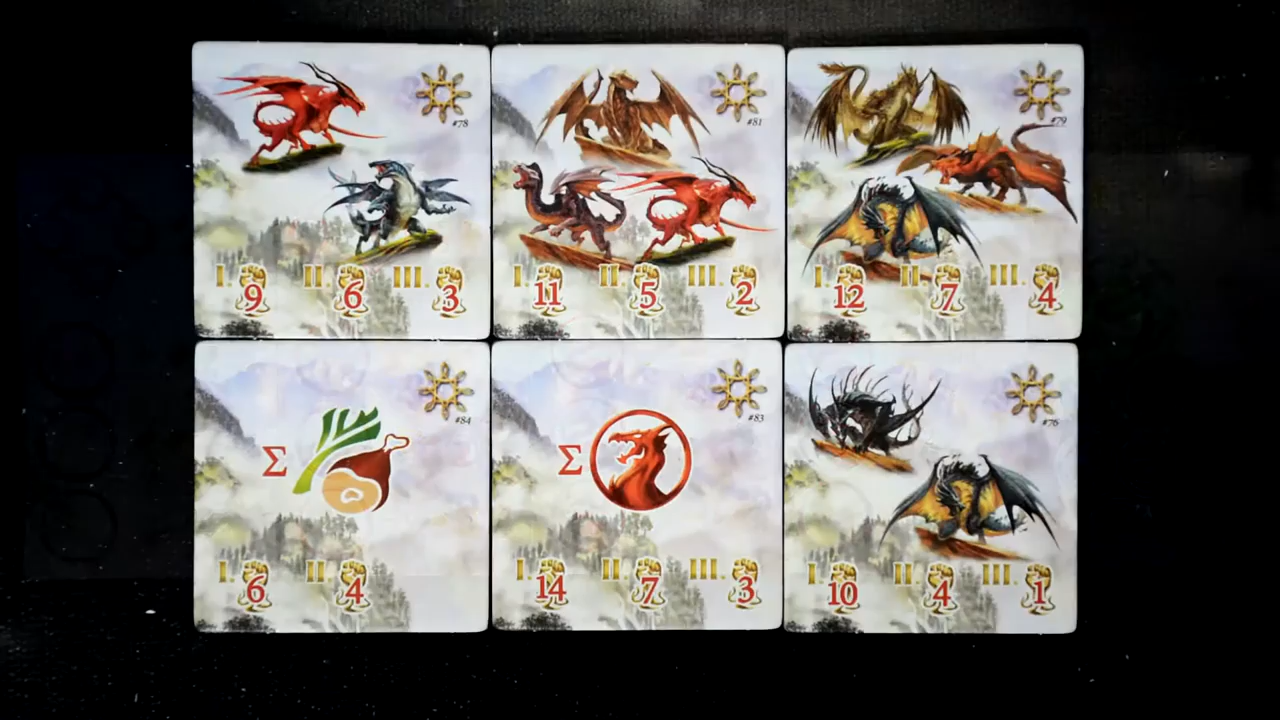 #78
I. 9 II. 6 III. 3
#81
I. 11 II. 5 III. 2
#79
I. 12 II. 7 III. 4
#84
Σ
I. 6 II. 4
#83
Σ
I. 14 II. 7 III. 3
#76
I. 10 II. 4 III. 1